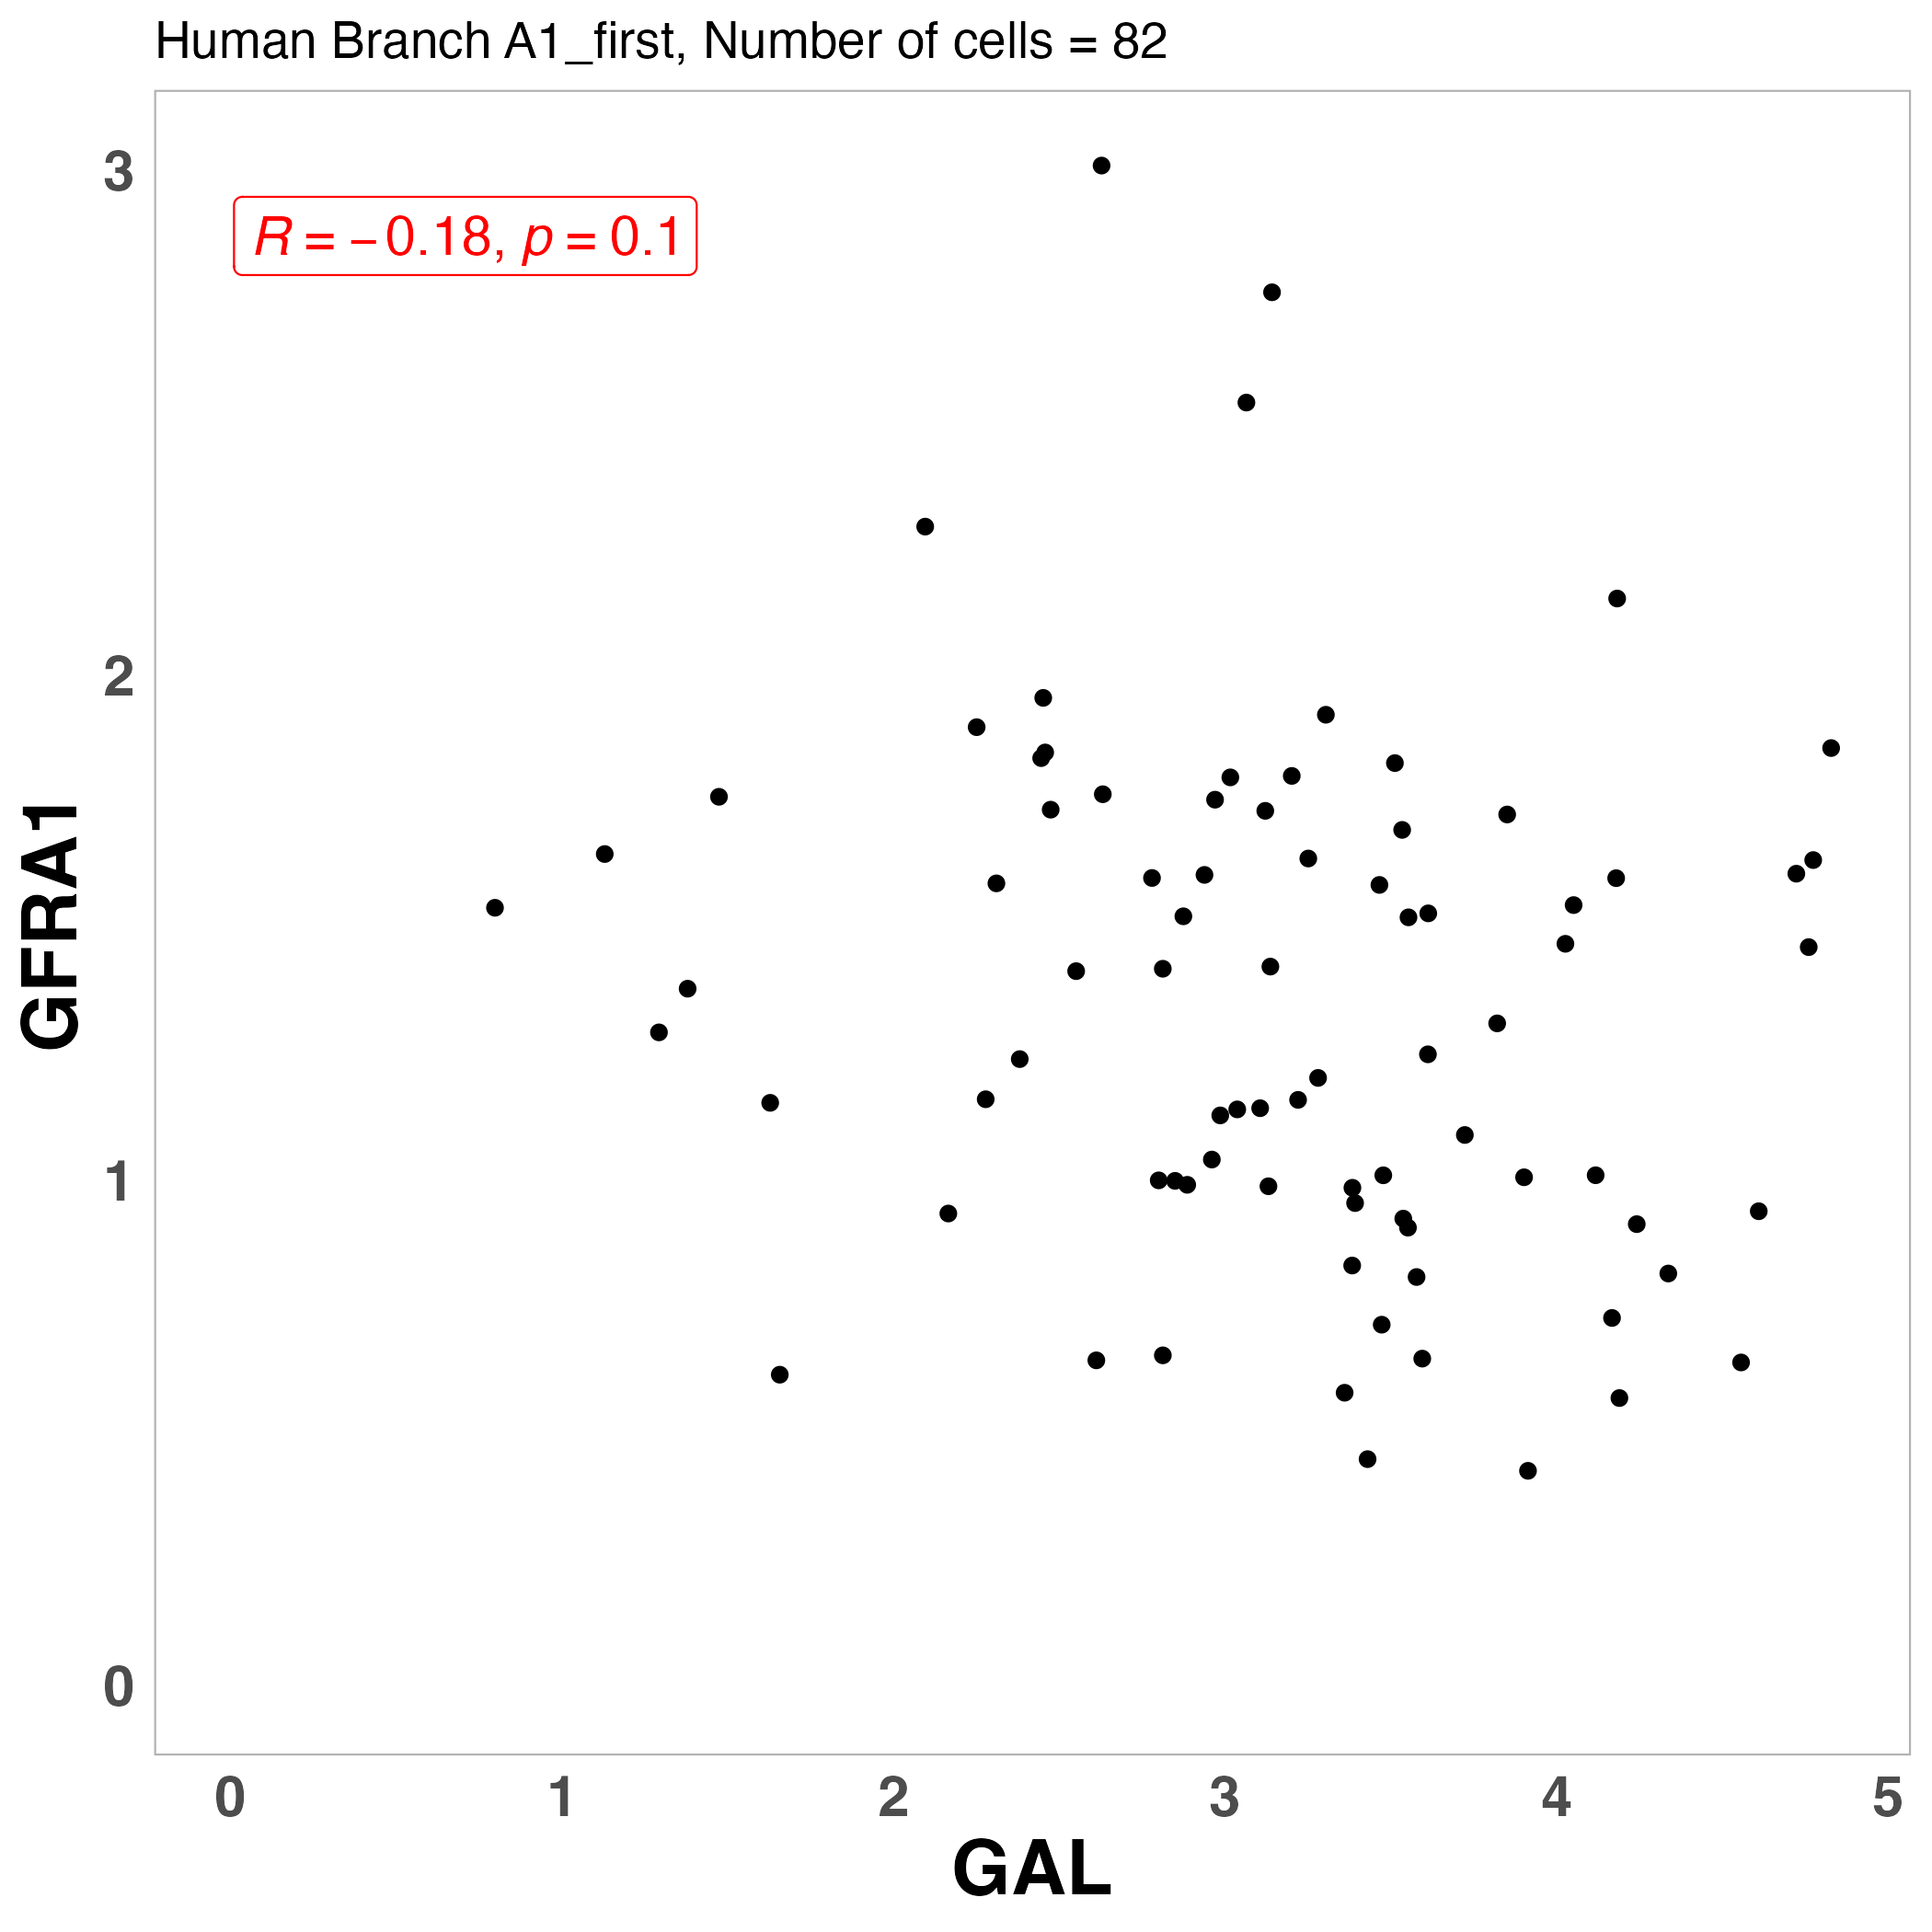 Human Branch A1_first, Number of cells = 82
3
R = −0.18, p = 0.1
2
GFRA1
1
0
0 1 2 3 4 5
GAL